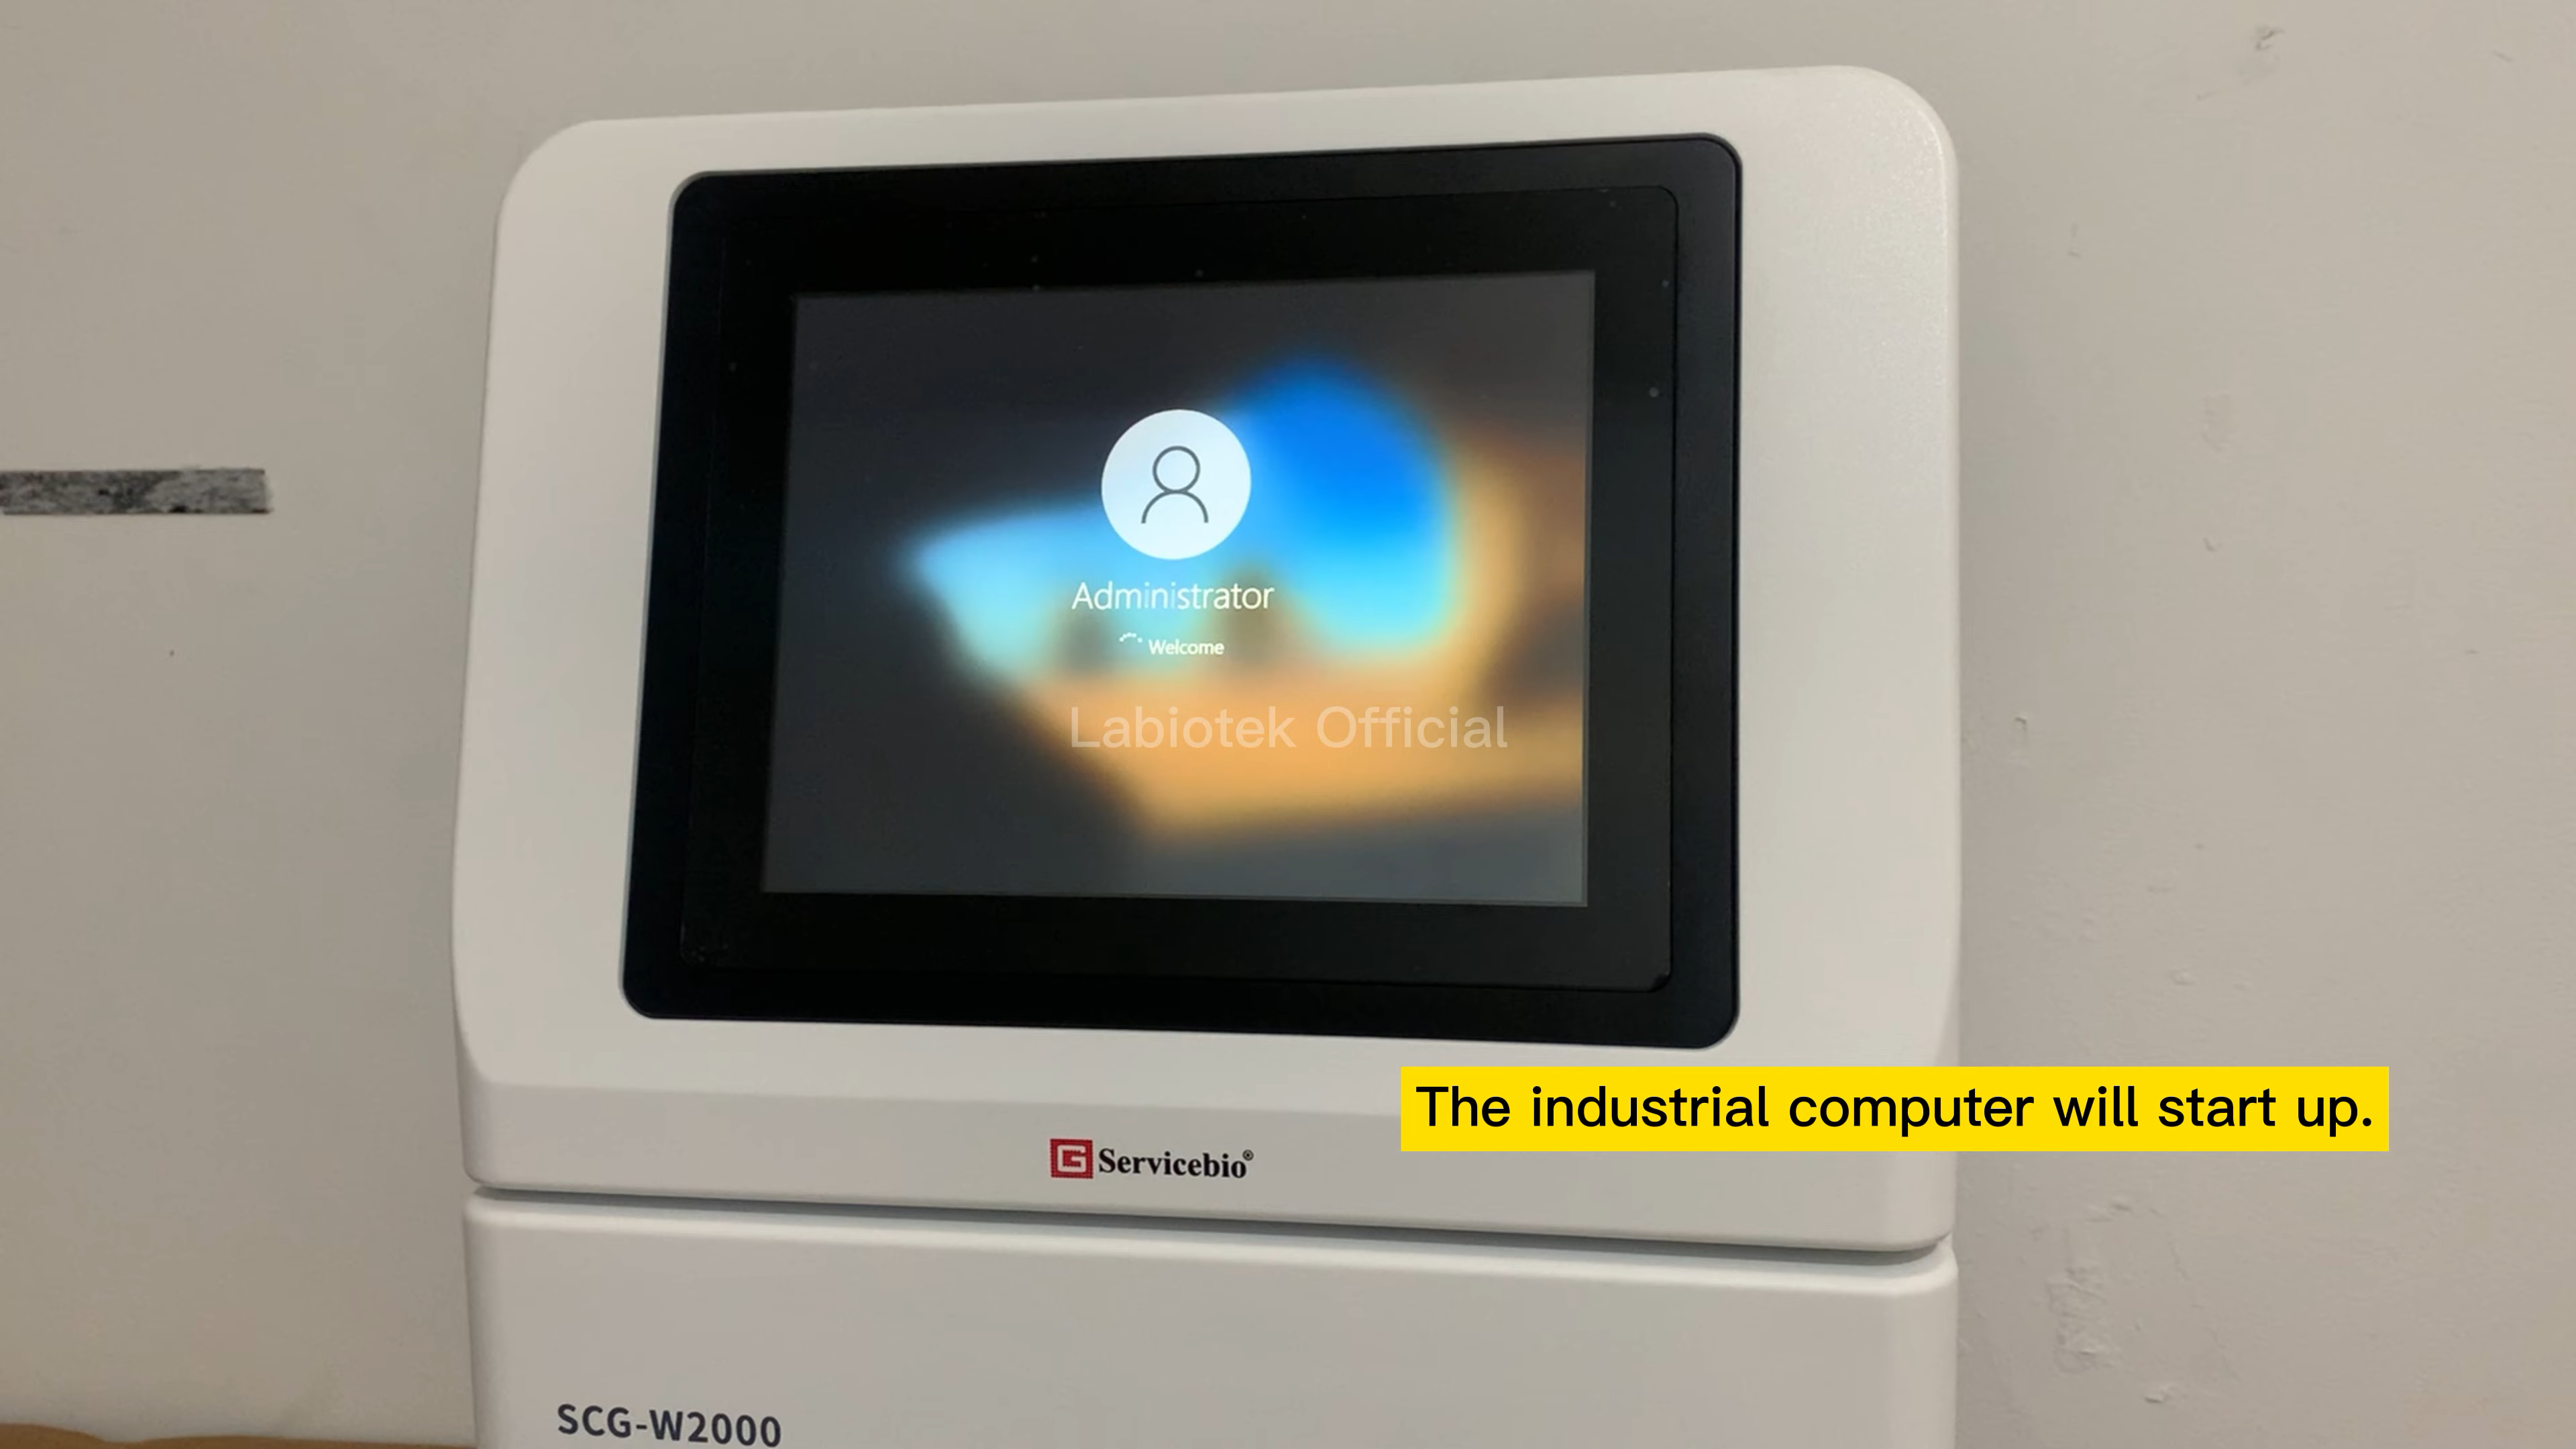 Administrator
Welcome
Labiotek Official
The industrial computer will start up.
G Servicebio®
SCG-W2000